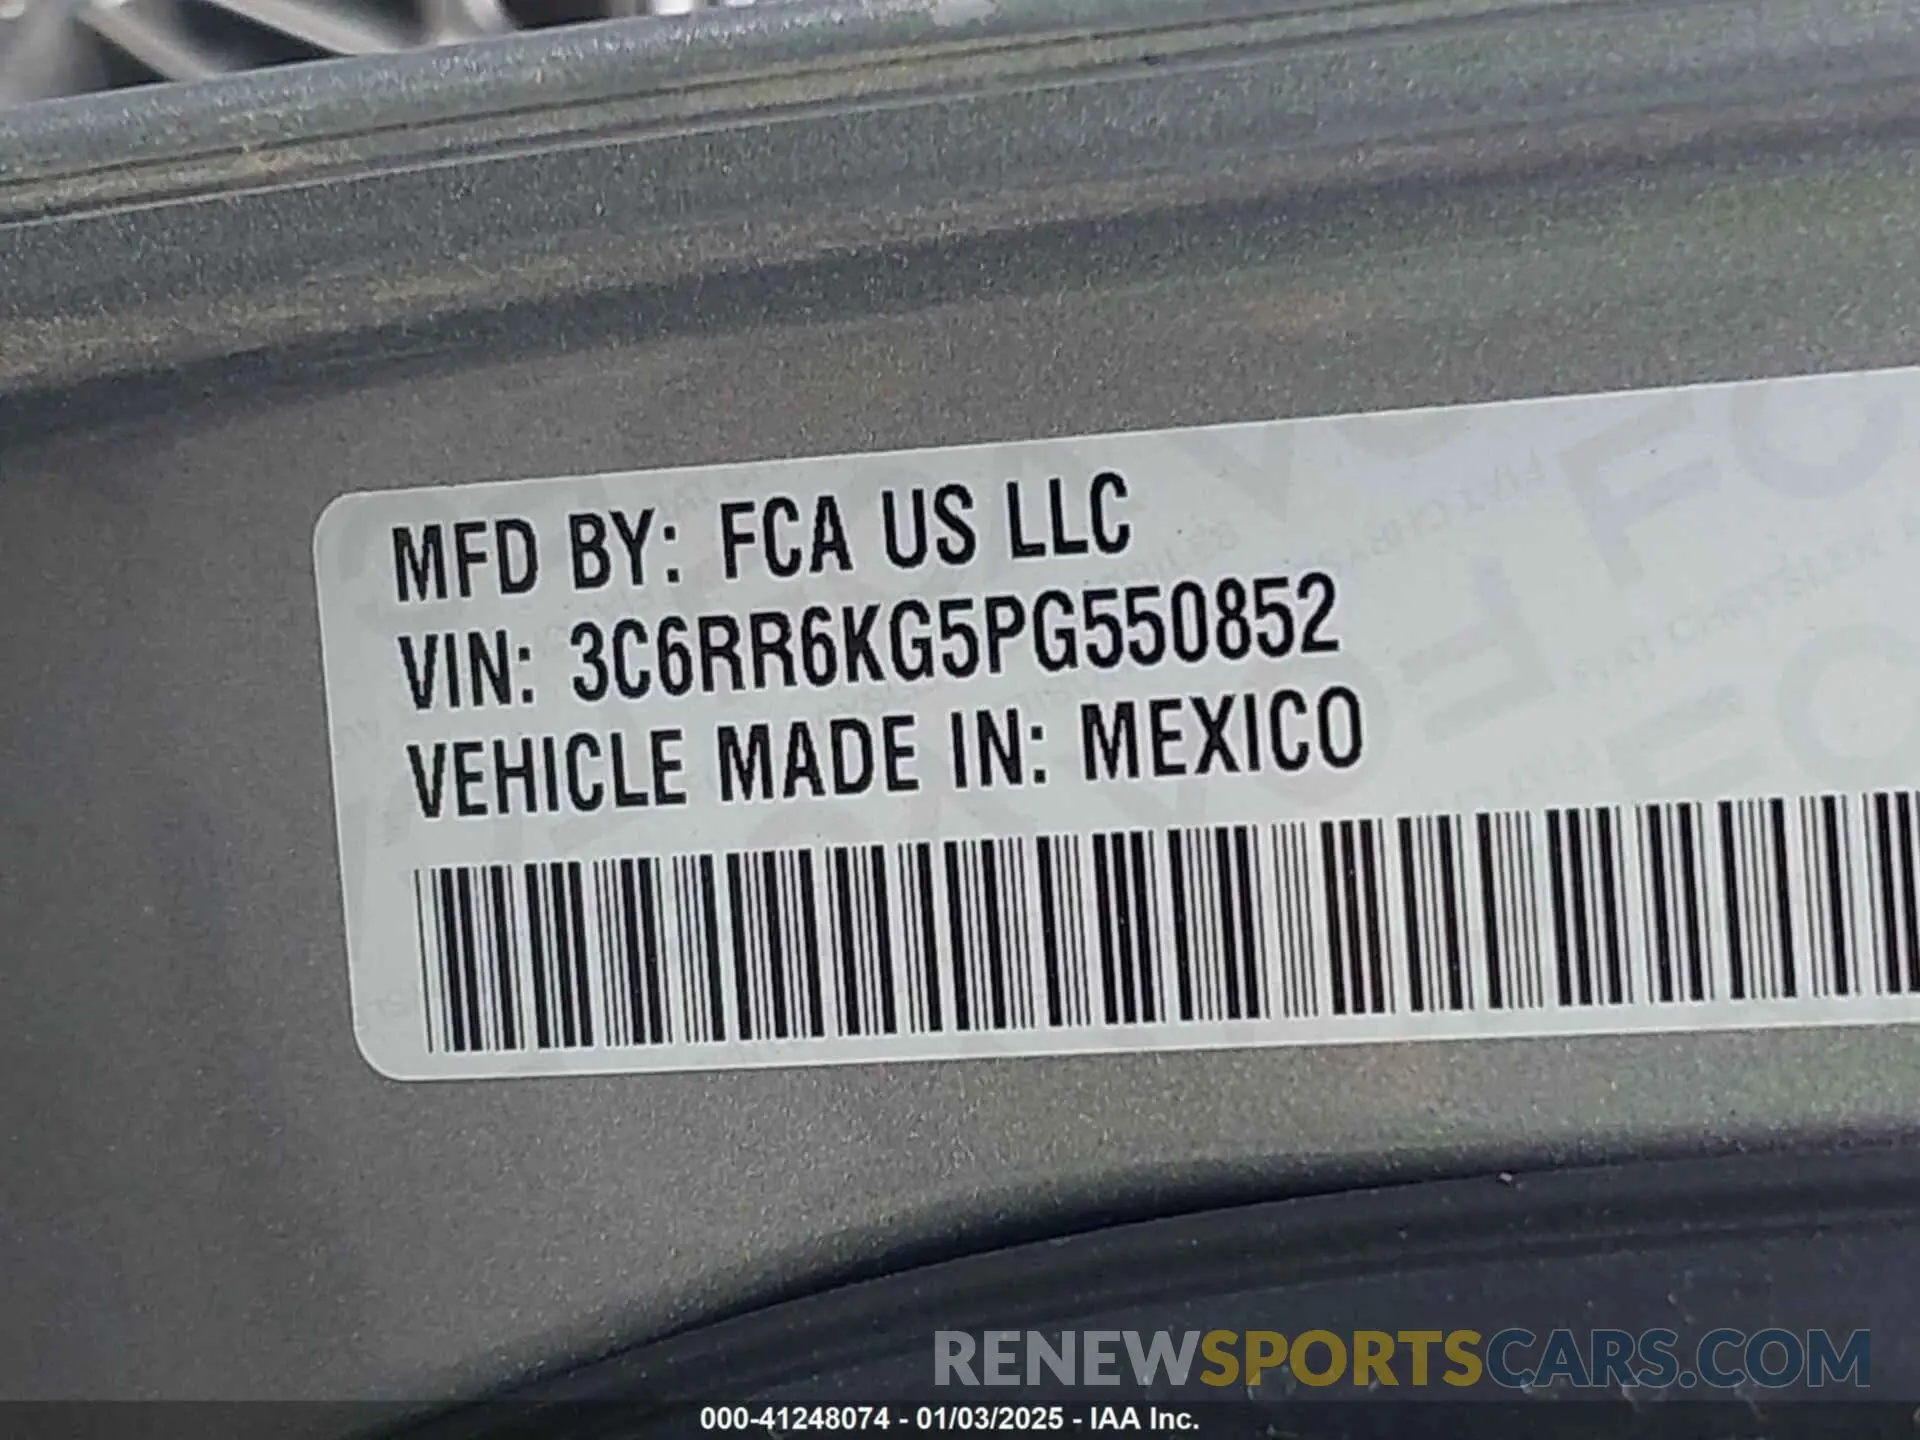 MFD BY: FCA US LLC
VIN: 3C6RR6KG5PG550852
VEHICLE MADE IN: MEXICO
RENEWSPORTSCARS.COM
000-41248074 - 01/03/2025 - IAA Inc.